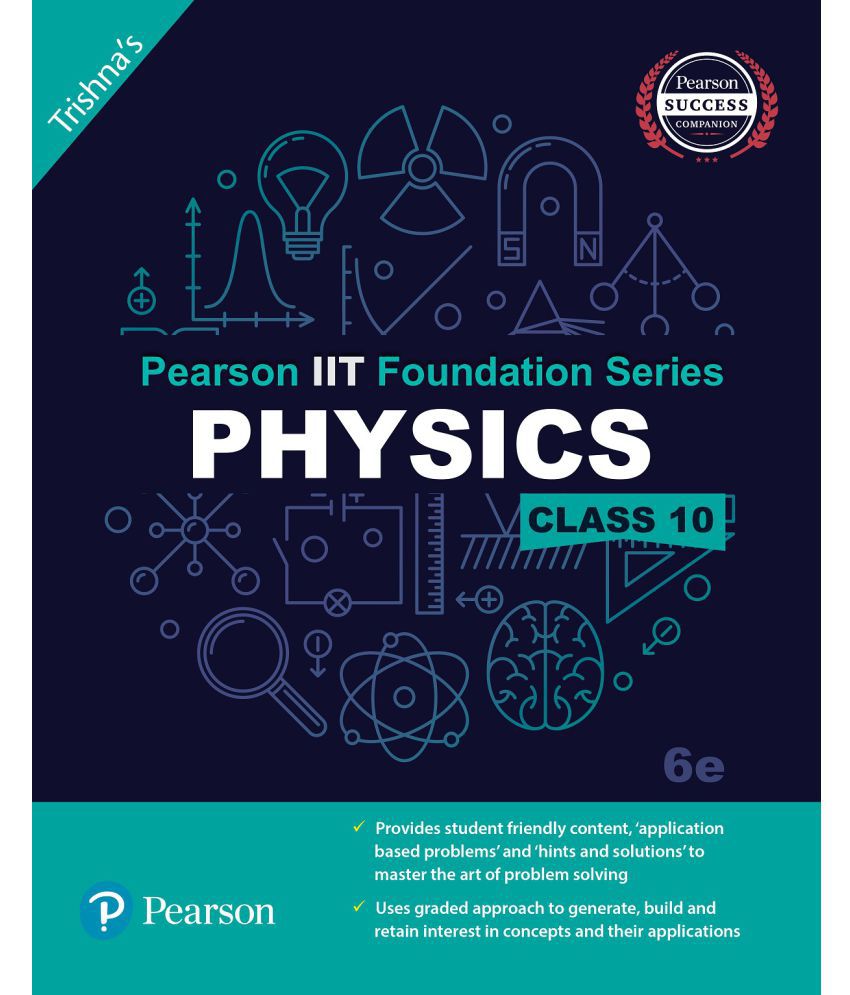 Trishna's
Pearson
SUCCESS
COMPANION
S N
Pearson IIT Foundation Series
PHYSICS
CLASS 10
6e
✓ Provides student friendly content, 'application
based problems' and 'hints and solutions' to
master the art of problem solving
✓ Uses graded approach to generate, build and
retain interest in concepts and their applications
P Pearson